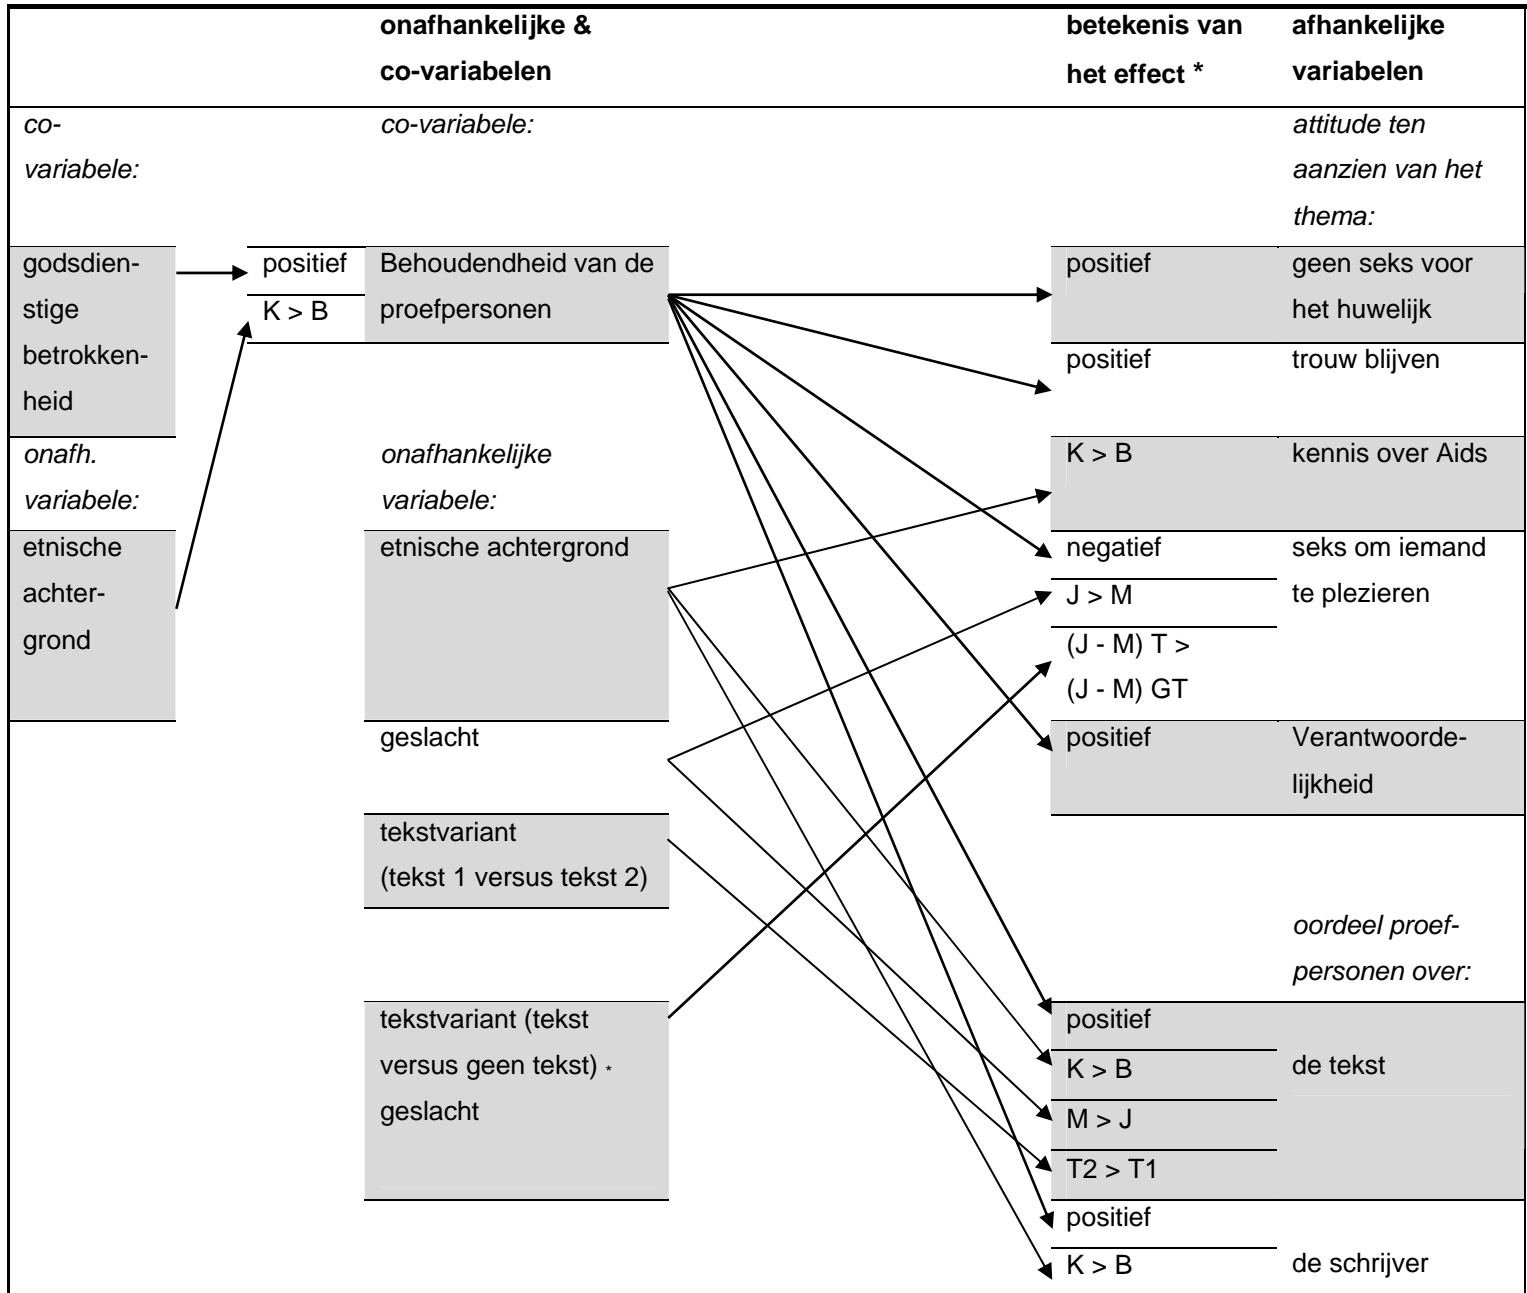 onafhankelijke &
co-variabelen
betekenis van
het effect *
afhankelijke
variabelen
co-
variabele:
co-variabele:
attitude ten
aanzien van het
thema:
godsdien-
stige
betrokken-
heid
positief
K > B
Behoudendheid van de
proefpersonen
positief
geen seks voor
het huwelijk
positief
trouw blijven
onafh.
variabele:
onafhankelijke
variabele:
K > B
kennis over Aids
etnische
achter-
grond
etnische achtergrond
negatief
J > M
(J - M) T >
(J - M) GT
seks om iemand
te plezieren
geslacht
positief
Verantwoorde-
lijkheid
tekstvariant
(tekst 1 versus tekst 2)
oordeel proef-
personen over:
tekstvariant (tekst
versus geen tekst) *
geslacht
positief
K > B
M > J
T2 > T1
de tekst
positief
K > B
de schrijver